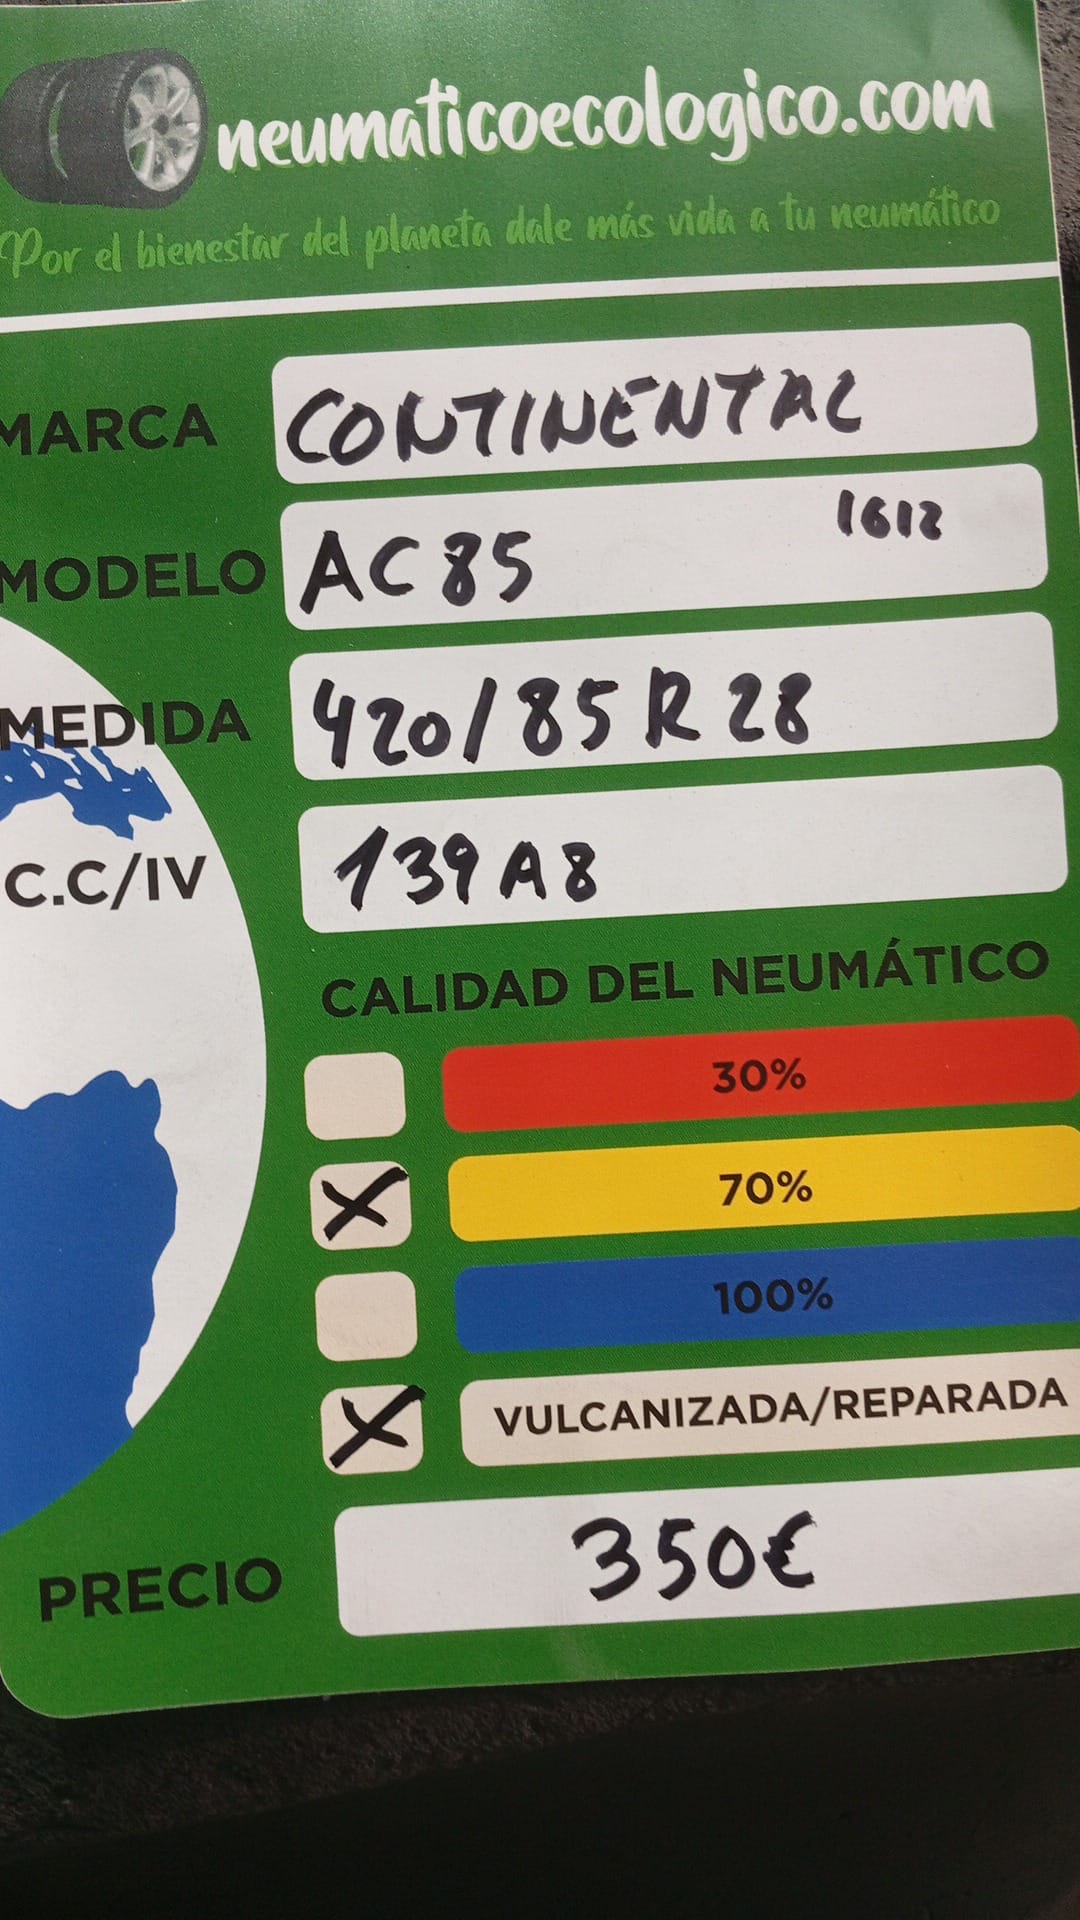 neumaticoecologico.com
Por el bienestar del planeta dale más vida a tu neumático
MARCA CONTINENTAL
MODELO AC85 1612
MEDIDA 420/85 R 28
C.C/IV 139 A8
CALIDAD DEL NEUMÁTICO
30%
X 70%
100%
X VULCANIZADA/REPARADA
PRECIO 350€